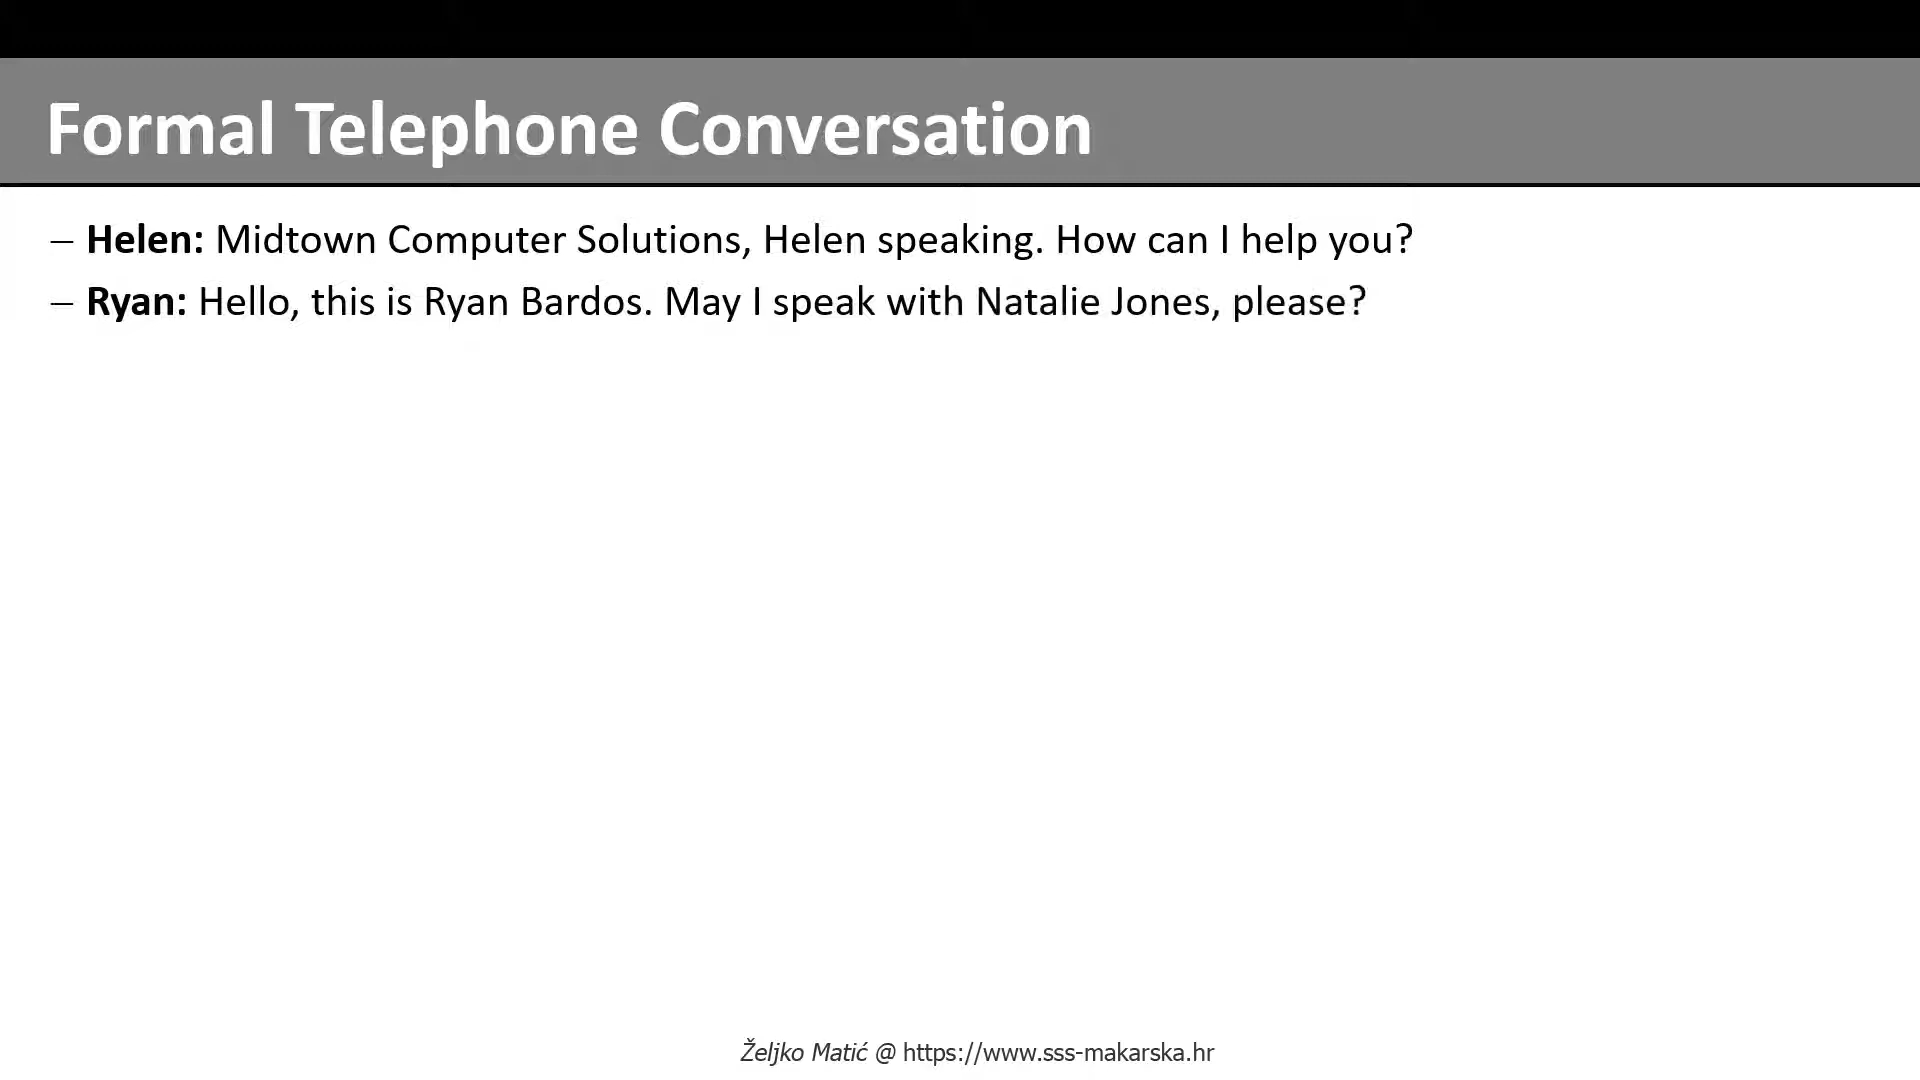 Formal Telephone Conversation
– Helen: Midtown Computer Solutions, Helen speaking. How can I help you?
– Ryan: Hello, this is Ryan Bardos. May I speak with Natalie Jones, please?
Željko Matić @ https://www.sss-makarska.hr